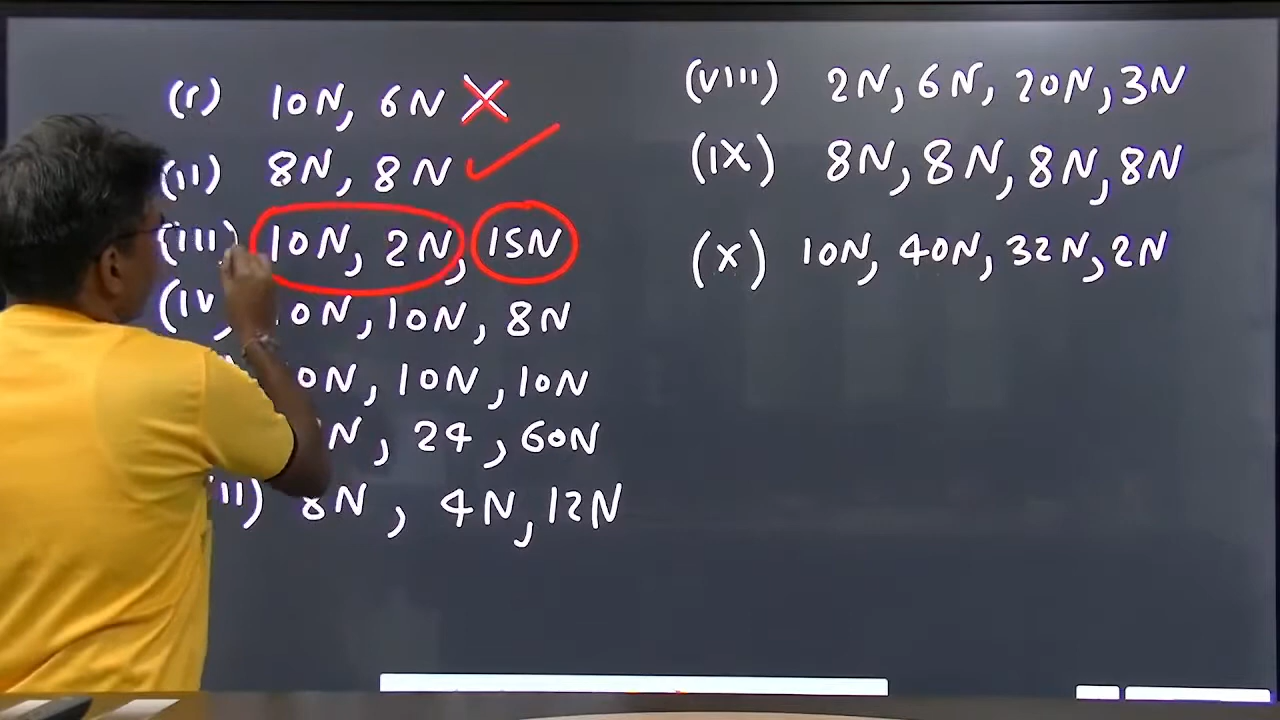 (i) 10N, 6N
(ii) 8N, 8N
(iii) 10N, 2N, 15N
(iv) 10N, 10N, 8N
0N, 10N, 10N
N, 24, 60N
ii) 8N, 4N, 12N
(viii) 2N, 6N, 20N, 3N
(ix) 8N, 8N, 8N, 8N
(x) 10N, 40N, 32N, 2N